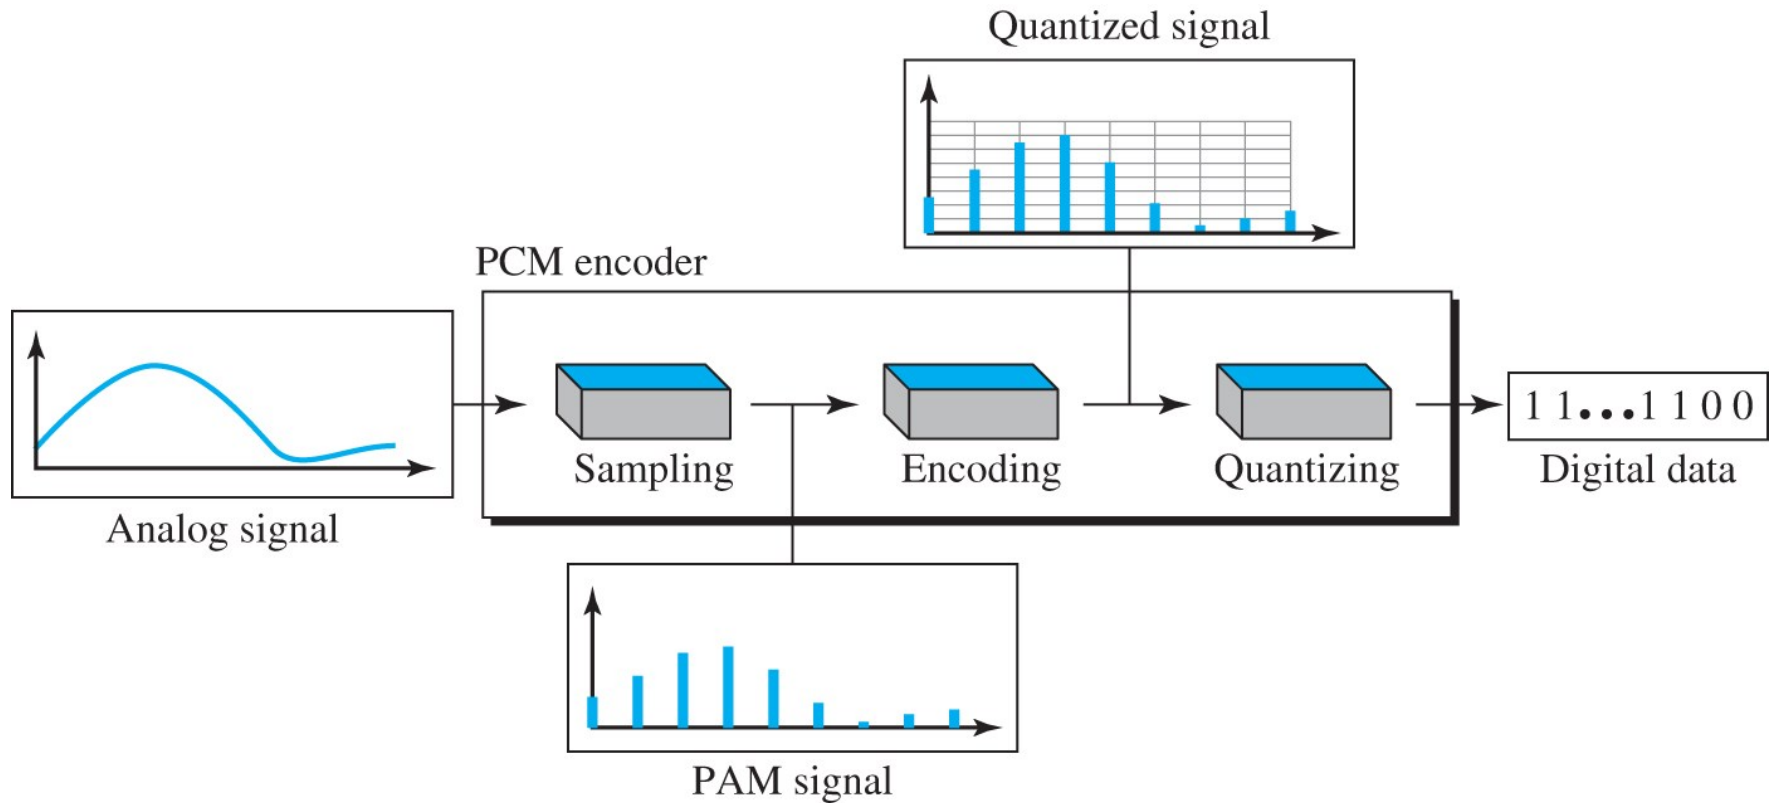 Quantized signal
PCM encoder
Sampling
Encoding
Quantizing
1 1•••1 1 0 0
Digital data
Analog signal
PAM signal